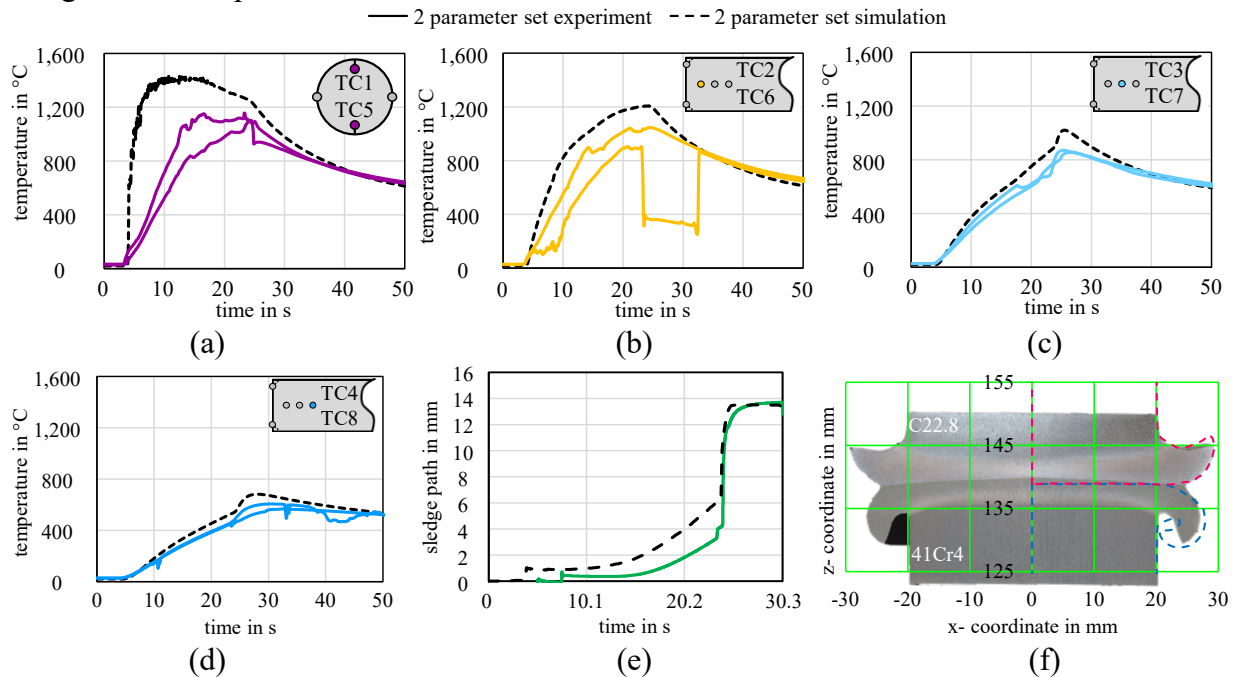 2 parameter set experiment
2 parameter set simulation
1,600
1,200
800
400
0
0 10 20 30 40 50
temperature in °C
time in s
TC1
TC5
(a)
1,600
1,200
800
400
0
0 10 20 30 40 50
temperature in °C
time in s
TC2
TC6
(b)
1,600
1,200
800
400
0
0 10 20 30 40 50
temperature in °C
time in s
TC3
TC7
(c)
1,600
1,200
800
400
0
0 10 20 30 40 50
temperature in °C
time in s
TC4
TC8
(d)
16
14
12
10
8
6
4
2
0
0 10.1 20.2 30.3
sledge path in mm
time in s
(e)
155
145
135
125
-30 -20 -10 0 10 20 30
z- coordinate in mm
x- coordinate in mm
C22.8
41Cr4
(f)